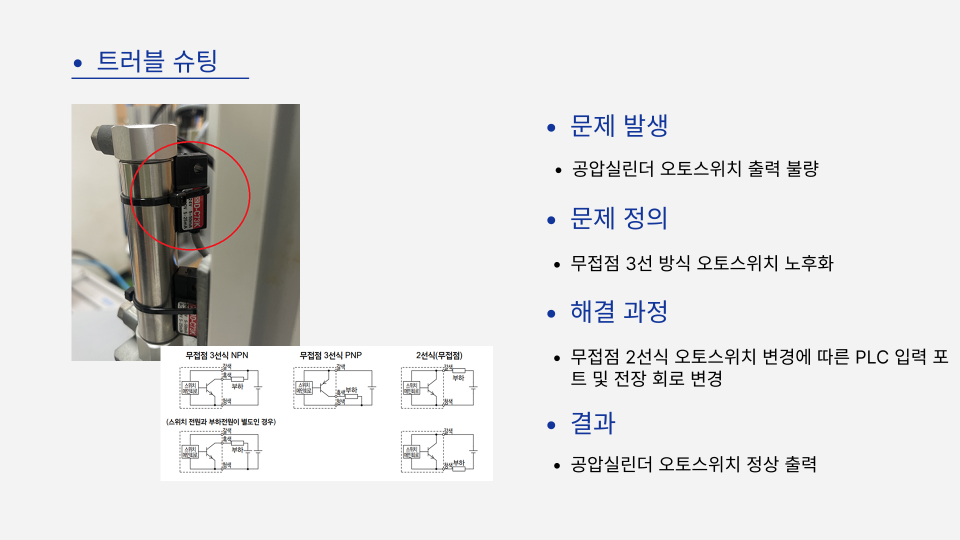 트러블 슈팅
문제 발생
공압실린더 오토스위치 출력 불량
문제 정의
무접점 3선 방식 오토스위치 노후화
해결 과정
무접점 2선식 오토스위치 변경에 따른 PLC 입력 포
트 및 전장 회로 변경
결과
공압실린더 오토스위치 정상 출력
무접점 3선식 NPN
갈색
흑색
스위치
메인회로
부하
청색
무접점 3선식 PNP
갈색
스위치
메인회로
흑색
부하
청색
2선식(무접점)
갈색
부하
스위치
메인회로
청색
(스위치 전원과 부하전원이 별도인 경우)
갈색
흑색
부하
스위치
메인회로
청색
갈색
스위치
메인회로
청색
부하